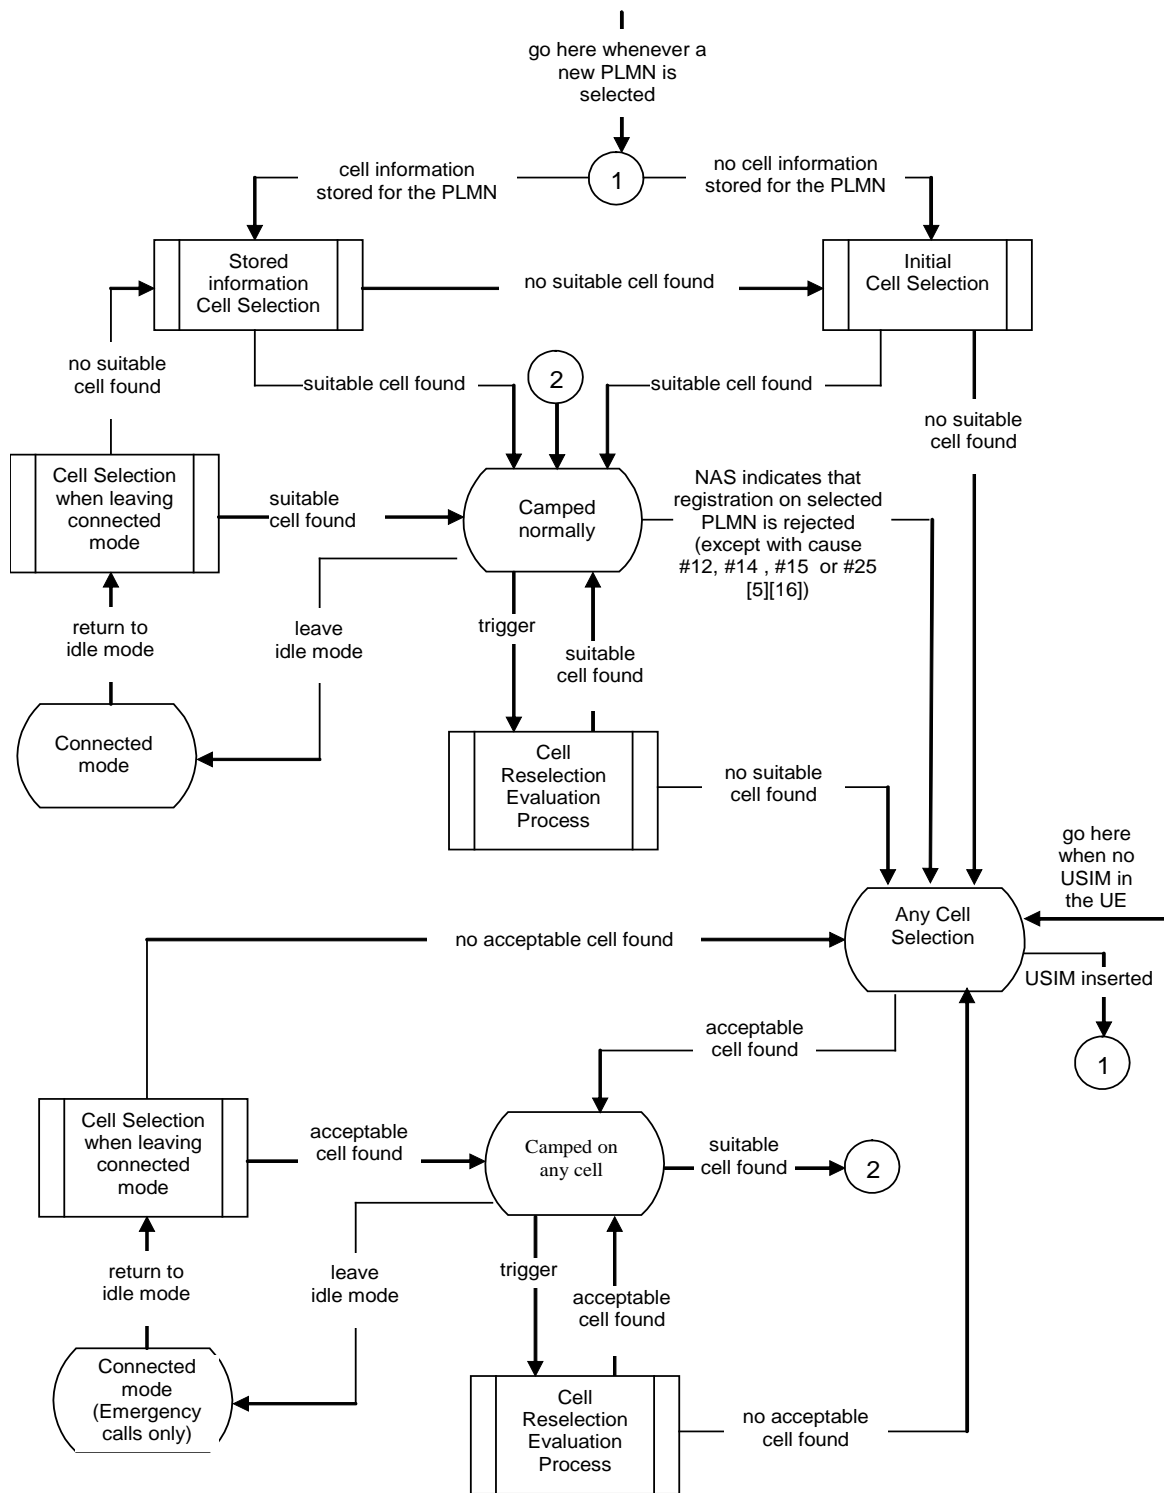 go here whenever a
new PLMN is
selected
1
cell information
stored for the PLMN
no cell information
stored for the PLMN
Stored
information
Cell Selection
no suitable cell found
Initial
Cell Selection
no suitable
cell found
suitable cell found
2
suitable cell found
no suitable
cell found
Cell Selection
when leaving
connected
mode
suitable
cell found
Camped
normally
NAS indicates that
registration on selected
PLMN is rejected
(except with cause
#12, #14 , #15 or #25
[5][16])
return to
idle mode
leave
idle mode
trigger
suitable
cell found
Connected
mode
Cell
Reselection
Evaluation
Process
no suitable
cell found
go here
when no
USIM in
the UE
Any Cell
Selection
no acceptable cell found
USIM inserted
1
acceptable
cell found
Cell Selection
when leaving
connected
mode
acceptable
cell found
Camped on
any cell
suitable
cell found
2
return to
idle mode
leave
idle mode
trigger
acceptable
cell found
Connected
mode
(Emergency
calls only)
Cell
Reselection
Evaluation
Process
no acceptable
cell found